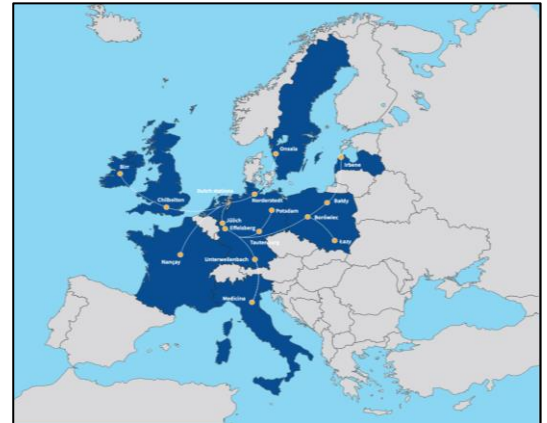 Onsala
Irbene
Birr
Dutch stations
Norderstedt
Chilbolton
Potsdam
Bałdy
Borówiec
Jülich
Effelsberg
Tautenburg
Łazy
Nançay
Unterweilenbach
Medicina